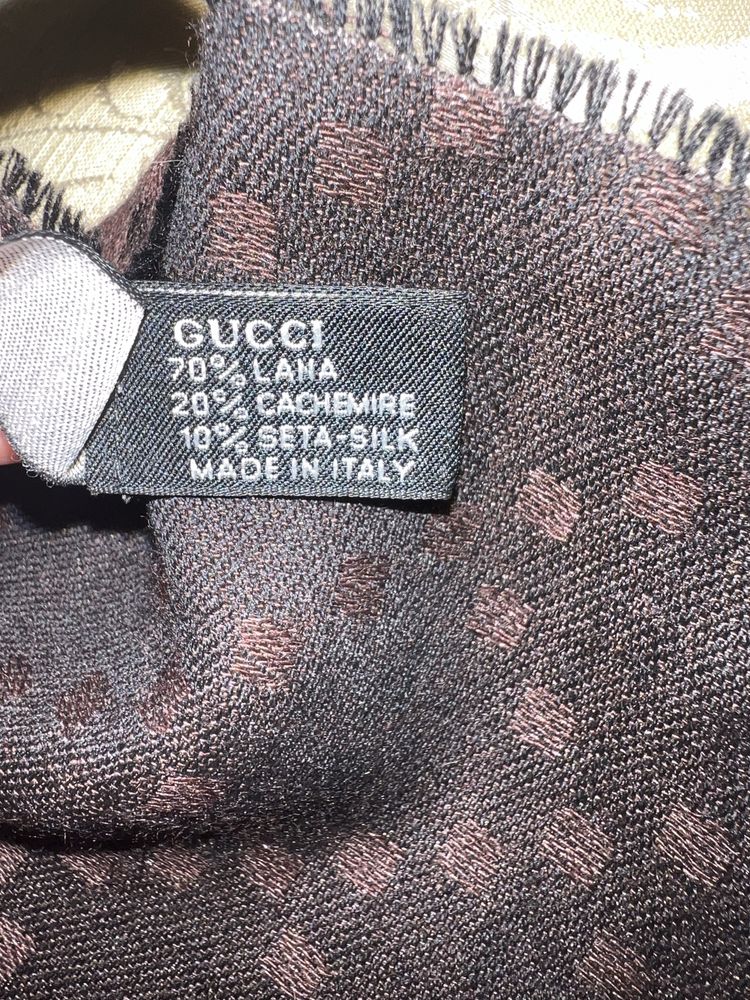 GUCCI
70% LANA
20% CACHEMIRE
10% SETA-SILK
MADE IN ITALY